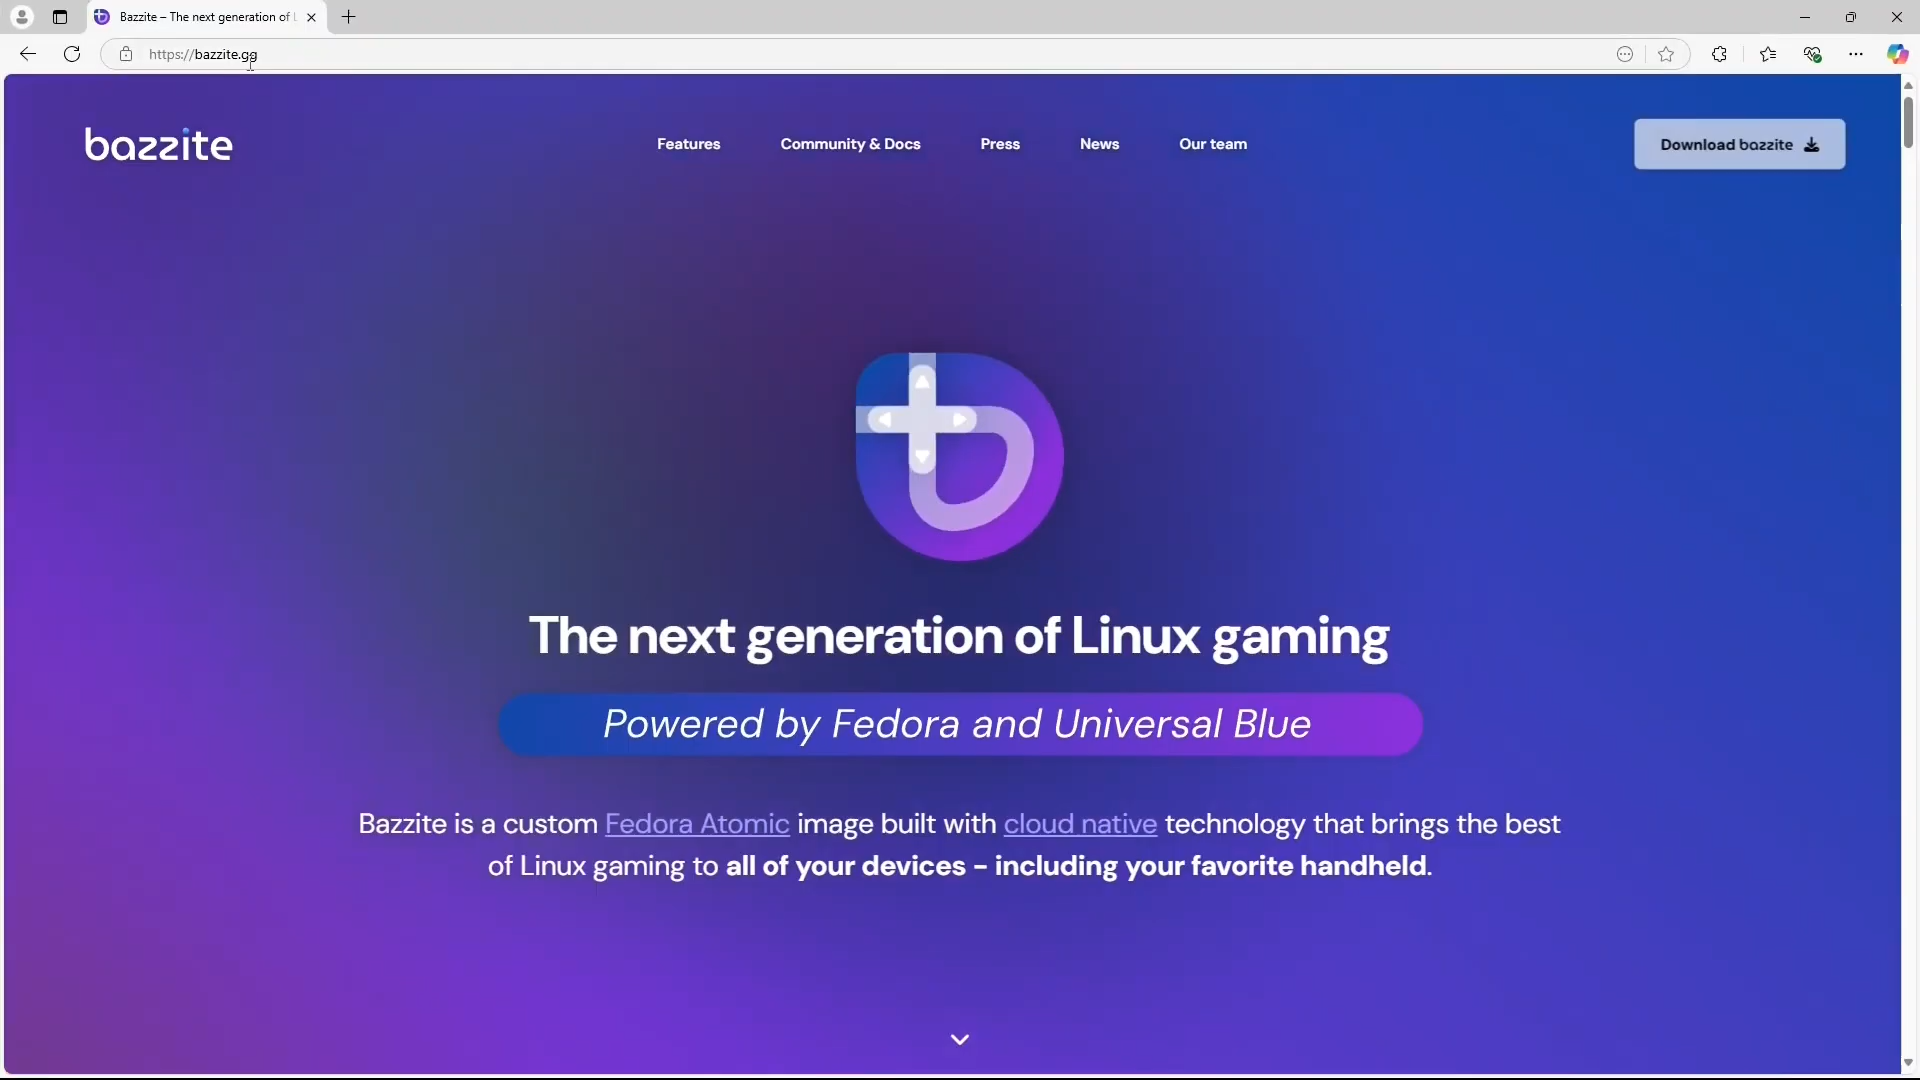 Bazzite – The next generation of L
https://bazzite.gg
bazzite
Features
Community & Docs
Press
News
Our team
Download bazzite
The next generation of Linux gaming
Powered by Fedora and Universal Blue
Bazzite is a custom Fedora Atomic image built with cloud native technology that brings the best
of Linux gaming to all of your devices – including your favorite handheld.